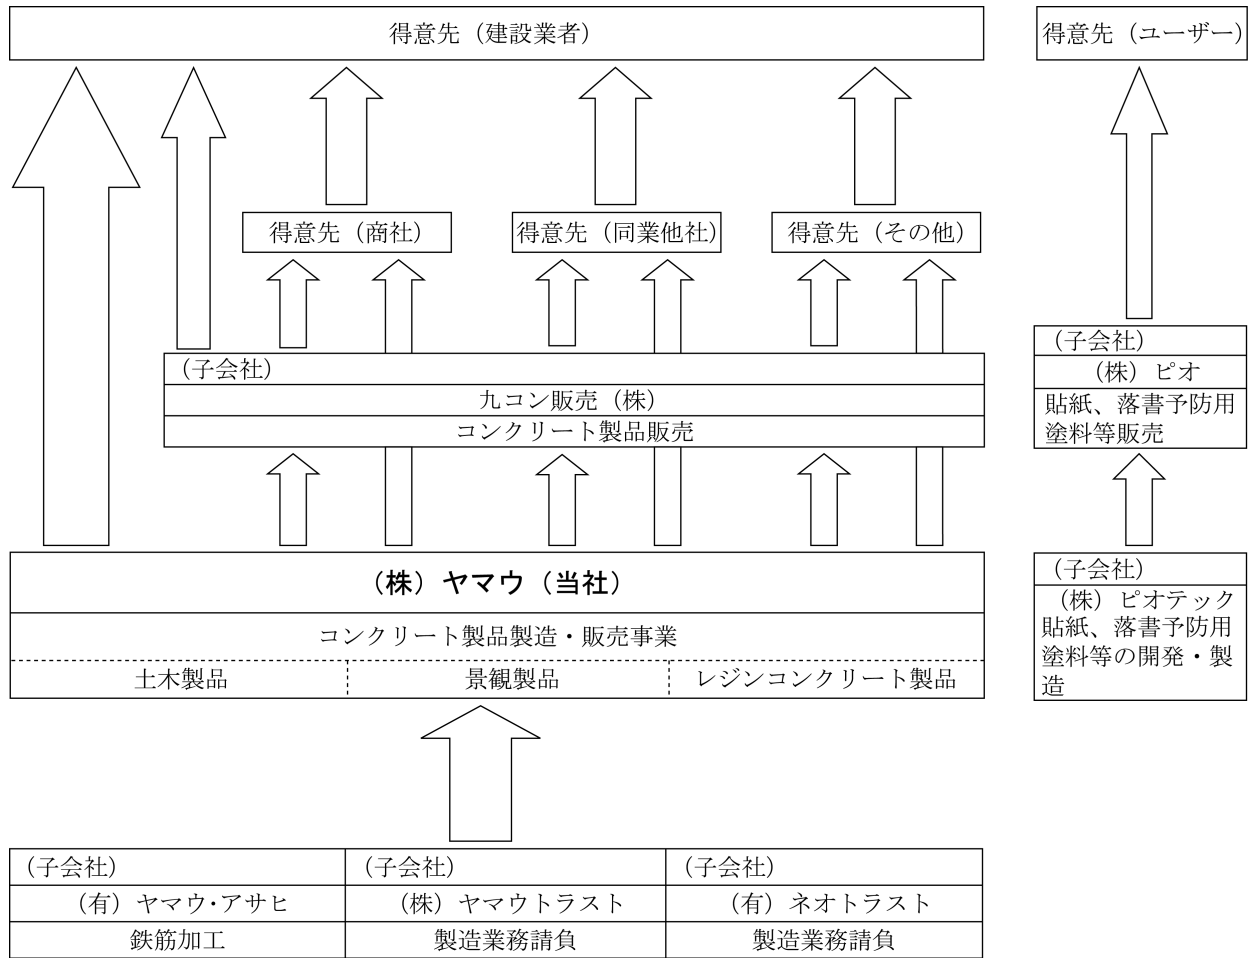 得意先（建設業者）
得意先（ユーザー）
得意先（商社）
得意先（同業他社）
得意先（その他）
（子会社）
九コン販売（株）
コンクリート製品販売
（子会社）
（株）ピオ
貼紙、落書予防用
塗料等販売
（株）ヤマウ（当社）
コンクリート製品製造・販売事業
土木製品
景観製品
レジンコンクリート製品
（子会社）
（株）ピオテック
貼紙、落書予防用
塗料等の開発・製
造
（子会社）
（有）ヤマウ・アサヒ
鉄筋加工
（子会社）
（株）ヤマウトラスト
製造業務請負
（子会社）
（有）ネオトラスト
製造業務請負